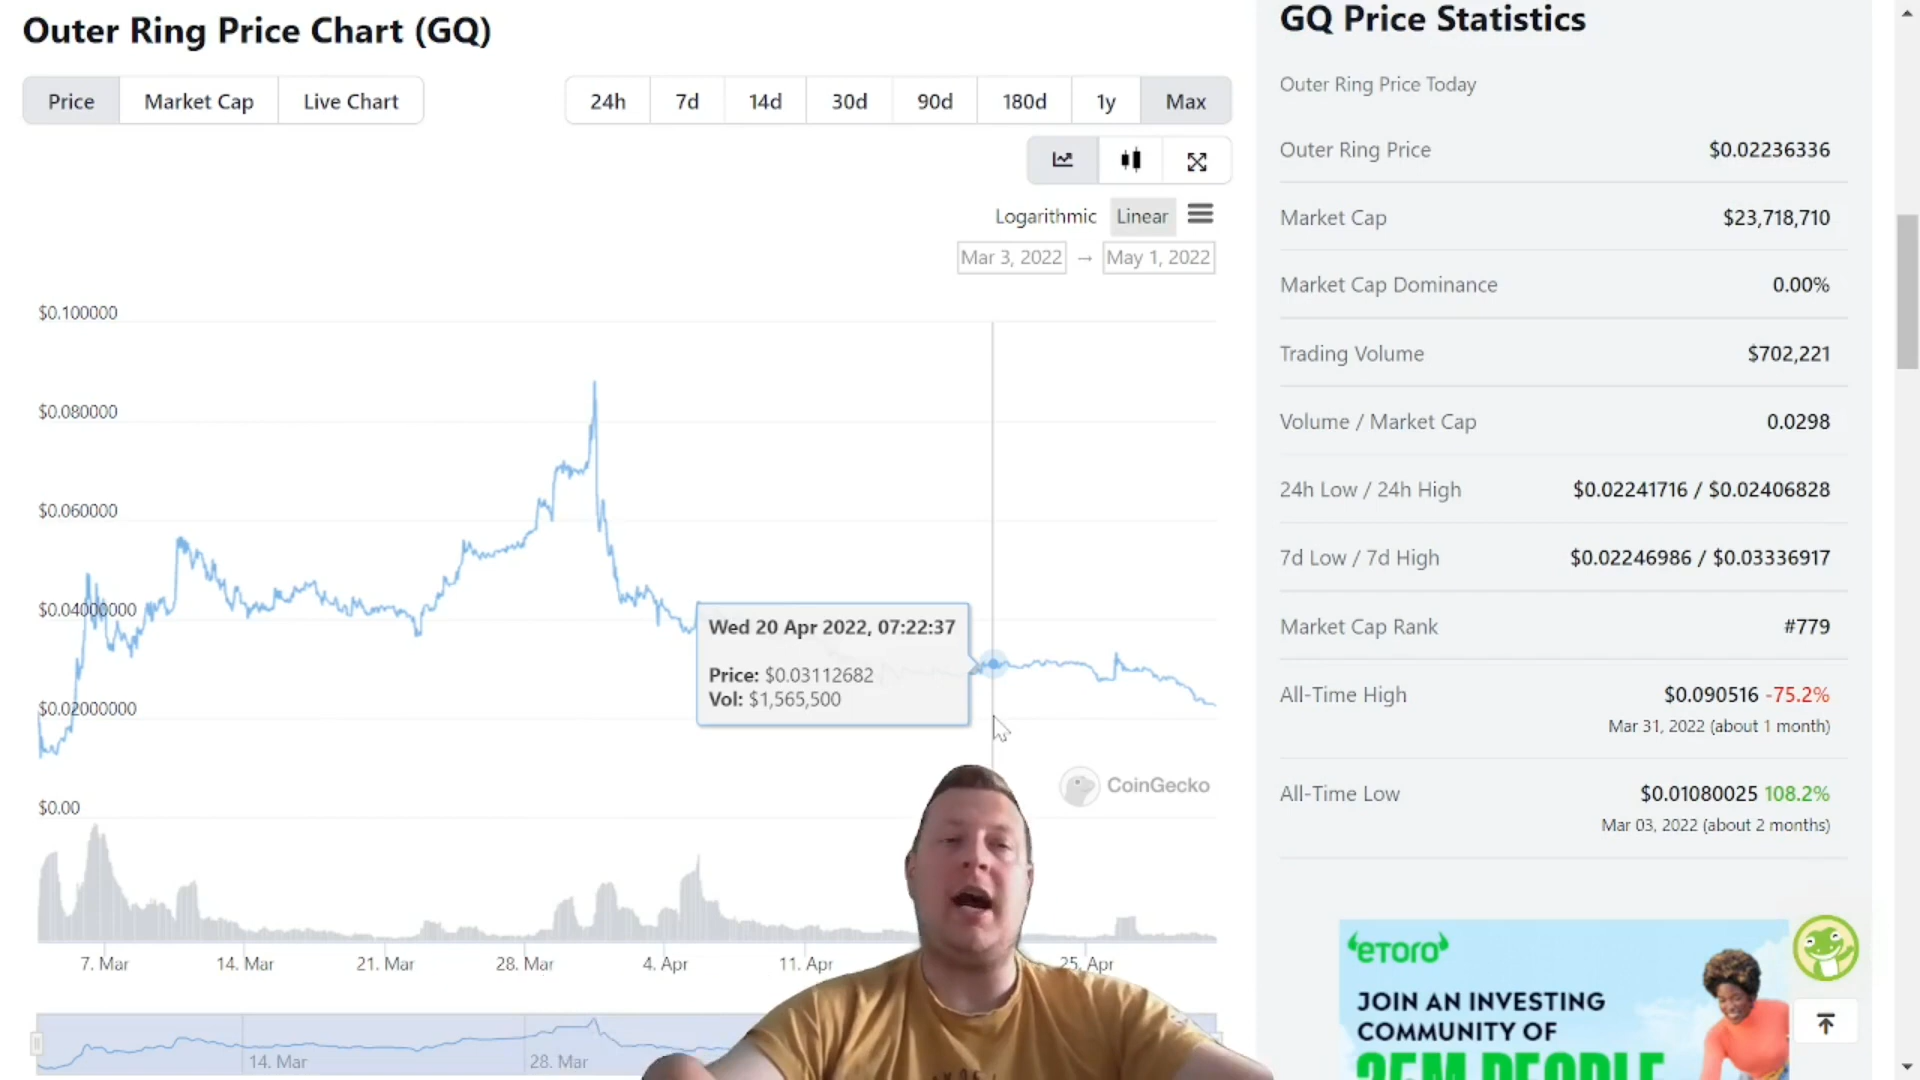 Outer Ring Price Chart (GQ)
Price
Market Cap
Live Chart
24h
7d
14d
30d
90d
180d
1y
Max
Logarithmic
Linear
Mar 3, 2022 → May 1, 2022
$0.100000
$0.080000
$0.060000
$0.04000000
$0.02000000
$0.00
Wed 20 Apr 2022, 07:22:37
Price: $0.03112682
Vol: $1,565,500
CoinGecko
7. Mar
14. Mar
21. Mar
28. Mar
4. Apr
11. Apr
25. Apr
14. Mar
28. Mar
GQ Price Statistics
Outer Ring Price Today
Outer Ring Price $0.02236336
Market Cap $23,718,710
Market Cap Dominance 0.00%
Trading Volume $702,221
Volume / Market Cap 0.0298
24h Low / 24h High $0.02241716 / $0.02406828
7d Low / 7d High $0.02246986 / $0.03336917
Market Cap Rank #779
All-Time High $0.090516 -75.2%
Mar 31, 2022 (about 1 month)
All-Time Low $0.01080025 108.2%
Mar 03, 2022 (about 2 months)
eToro
JOIN AN INVESTING
COMMUNITY OF
25M PEOPLE